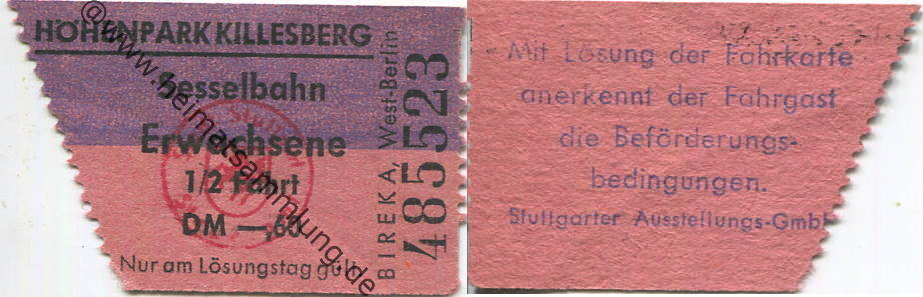 HÖHENPARK KILLESBERG
Sesselbahn
Erwachsene
1/2 Fahrt
DM —,60
Nur am Lösungstag gültig
BIREKA, West-Berlin
485523
@www.heimatsammlung.de
Mit Lösung der Fahrkarte
anerkennt der Fahrgast
die Beförderungs-
bedingungen.
Stuttgarter Ausstellungs-GmbH